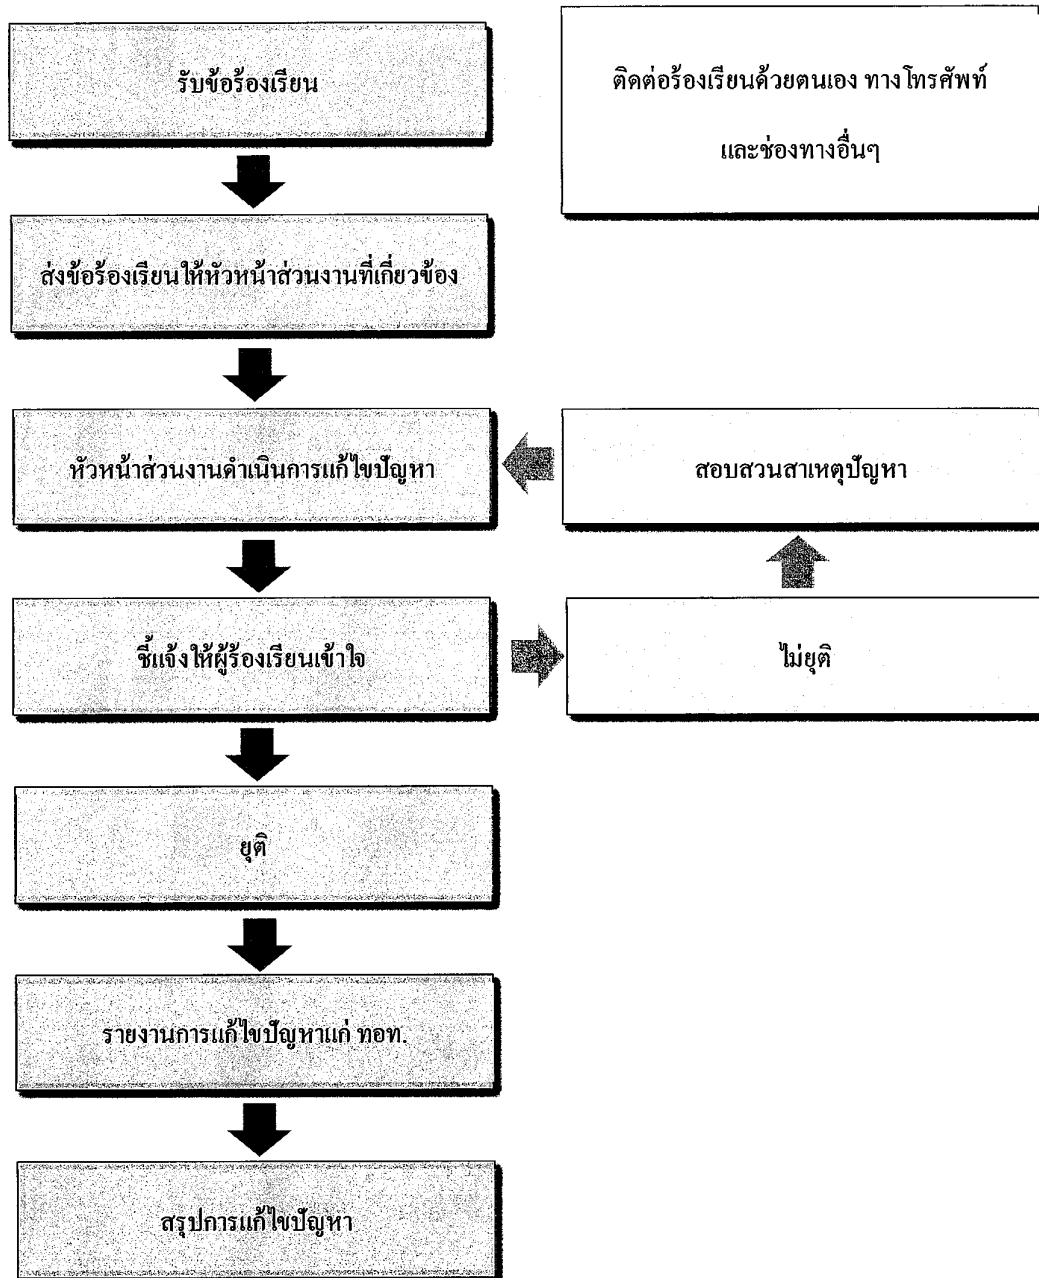 รับข้อร้องเรียน
ติดต่อร้องเรียนด้วยตนเอง ทางโทรศัพท์
และช่องทางอื่นๆ
ส่งข้อร้องเรียนให้หัวหน้าส่วนงานที่เกี่ยวข้อง
หัวหน้าส่วนงานดำเนินการแก้ไขปัญหา
สอบสวนสาเหตุปัญหา
ชี้แจ้งให้ผู้ร้องเรียนเข้าใจ
ไม่ยุติ
ยุติ
รายงานการแก้ไขปัญหาแก่ ทอท.
สรุปการแก้ไขปัญหา